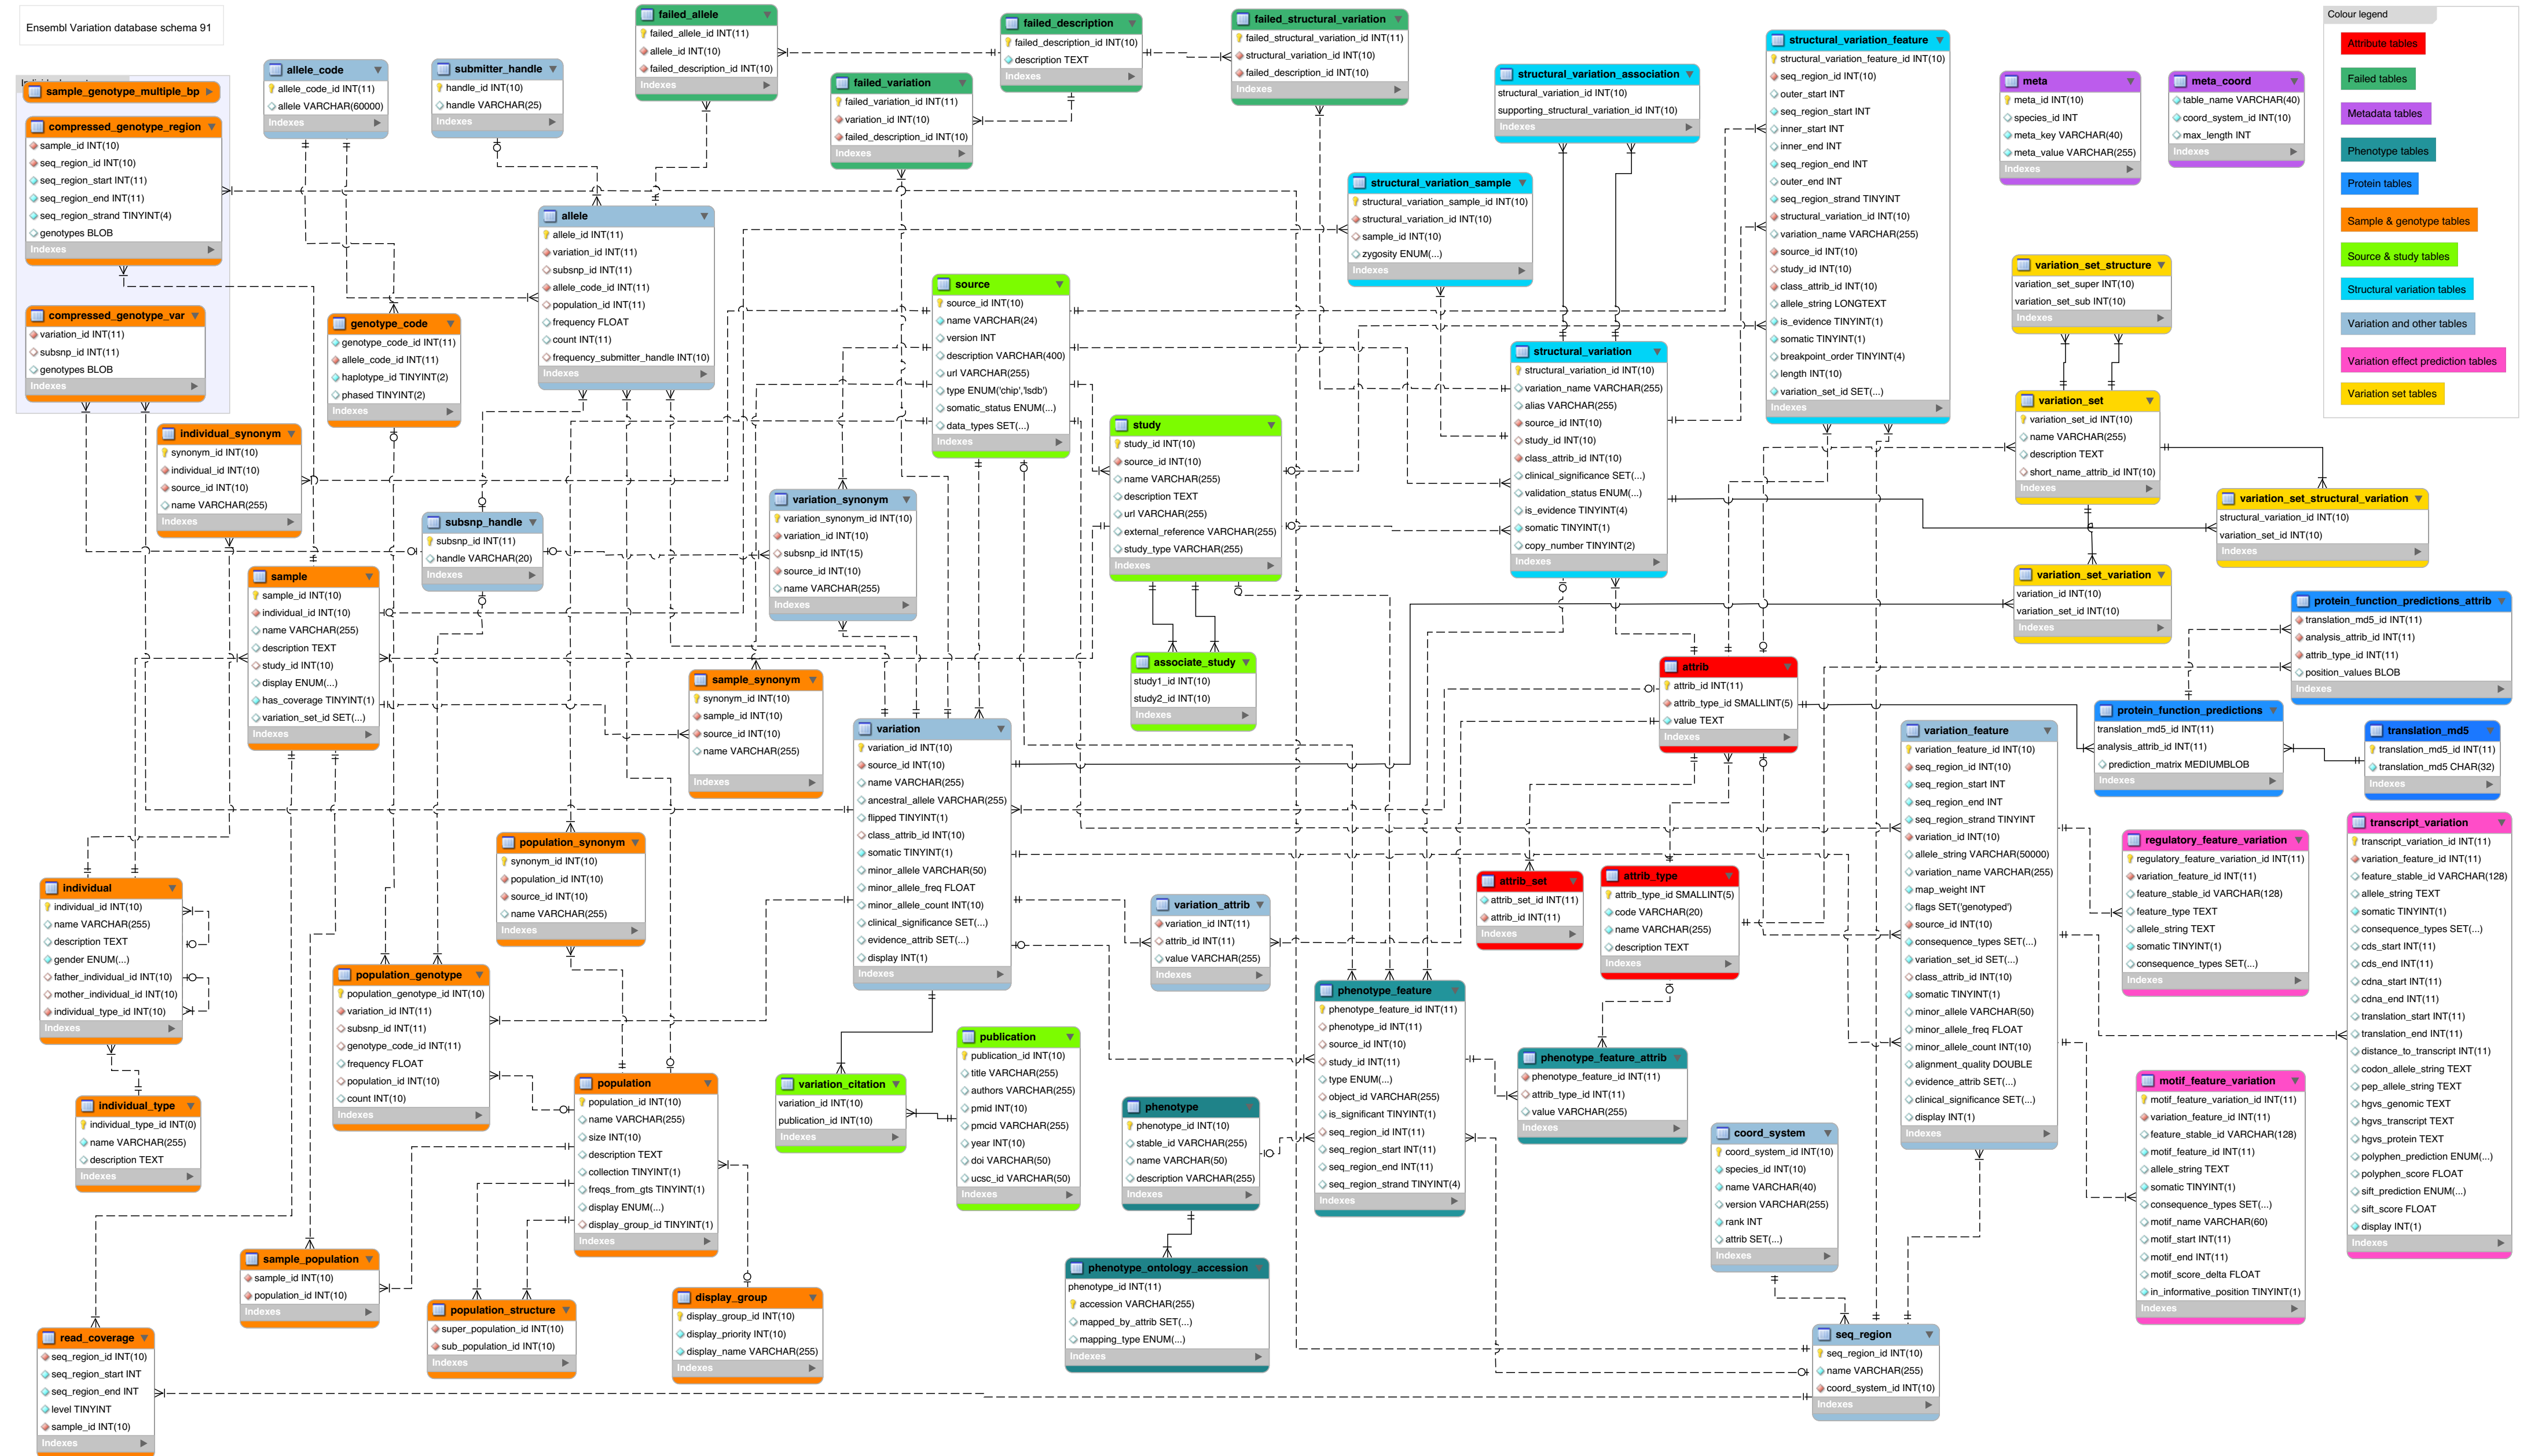 Ensembl Variation database schema 91
Colour legend
Attribute tables
Failed tables
Metadata tables
Phenotype tables
Protein tables
Sample & genotype tables
Source & study tables
Structural variation tables
Variation and other tables
Variation effect prediction tables
Variation set tables
sample_genotype_multiple_bp
compressed_genotype_region
sample_id INT(10)
seq_region_id INT(10)
seq_region_start INT(11)
seq_region_end INT(11)
seq_region_strand TINYINT(4)
genotypes BLOB
Indexes
compressed_genotype_var
variation_id INT(11)
subsnp_id INT(11)
genotypes BLOB
Indexes
allele_code
allele_code_id INT(11)
allele VARCHAR(60000)
Indexes
submitter_handle
handle_id INT(10)
handle VARCHAR(25)
Indexes
failed_allele
failed_allele_id INT(11)
allele_id INT(10)
failed_description_id INT(10)
Indexes
failed_description
failed_description_id INT(10)
description TEXT
Indexes
failed_variation
failed_variation_id INT(11)
variation_id INT(10)
failed_description_id INT(10)
Indexes
failed_structural_variation
failed_structural_variation_id INT(11)
structural_variation_id INT(10)
failed_description_id INT(10)
Indexes
structural_variation_association
structural_variation_id INT(10)
supporting_structural_variation_id INT(10)
Indexes
structural_variation_feature
structural_variation_feature_id INT(10)
seq_region_id INT(10)
outer_start INT
seq_region_start INT
inner_start INT
inner_end INT
seq_region_end INT
outer_end INT
seq_region_strand TINYINT
structural_variation_id INT(10)
variation_name VARCHAR(255)
source_id INT(10)
study_id INT(10)
class_attrib_id INT(10)
allele_string LONGTEXT
is_evidence TINYINT(1)
somatic TINYINT(1)
breakpoint_order TINYINT(4)
length INT(10)
variation_set_id SET(...)
Indexes
meta
meta_id INT(10)
species_id INT
meta_key VARCHAR(40)
meta_value VARCHAR(255)
Indexes
meta_coord
table_name VARCHAR(40)
coord_system_id INT(10)
max_length INT
Indexes
structural_variation_sample
structural_variation_sample_id INT(10)
structural_variation_id INT(10)
sample_id INT(10)
zygosity ENUM(...)
Indexes
allele
allele_id INT(11)
variation_id INT(11)
subsnp_id INT(11)
allele_code_id INT(11)
population_id INT(11)
frequency FLOAT
count INT(11)
frequency_submitter_handle INT(10)
Indexes
source
source_id INT(10)
name VARCHAR(24)
version INT
description VARCHAR(400)
url VARCHAR(255)
type ENUM('chip','lsdb')
somatic_status ENUM(...)
data_types SET(...)
Indexes
genotype_code
genotype_code_id INT(11)
allele_code_id INT(11)
haplotype_id TINYINT(2)
phased TINYINT(2)
Indexes
variation_set_structure
variation_set_super INT(10)
variation_set_sub INT(10)
Indexes
structural_variation
structural_variation_id INT(10)
variation_name VARCHAR(255)
alias VARCHAR(255)
source_id INT(10)
study_id INT(10)
class_attrib_id INT(10)
clinical_significance SET(...)
validation_status ENUM(...)
is_evidence TINYINT(4)
somatic TINYINT(1)
copy_number TINYINT(2)
Indexes
variation_set
variation_set_id INT(10)
name VARCHAR(255)
description TEXT
short_name_attrib_id INT(10)
Indexes
individual_synonym
synonym_id INT(10)
individual_id INT(10)
source_id INT(10)
name VARCHAR(255)
Indexes
study
study_id INT(10)
source_id INT(10)
name VARCHAR(255)
description TEXT
url VARCHAR(255)
external_reference VARCHAR(255)
study_type VARCHAR(255)
Indexes
variation_synonym
variation_synonym_id INT(10)
variation_id INT(10)
subsnp_id INT(15)
source_id INT(10)
name VARCHAR(255)
Indexes
subsnp_handle
subsnp_id INT(11)
handle VARCHAR(20)
Indexes
variation_set_structural_variation
structural_variation_id INT(10)
variation_set_id INT(10)
Indexes
variation_set_variation
variation_id INT(10)
variation_set_id INT(10)
Indexes
sample
sample_id INT(10)
individual_id INT(10)
name VARCHAR(255)
description TEXT
study_id INT(10)
display ENUM(...)
has_coverage TINYINT(1)
variation_set_id SET(...)
Indexes
protein_function_predictions_attrib
translation_md5_id INT(11)
analysis_attrib_id INT(11)
attrib_type_id INT(11)
position_values BLOB
Indexes
associate_study
study1_id INT(10)
study2_id INT(10)
Indexes
attrib
attrib_id INT(11)
attrib_type_id SMALLINT(5)
value TEXT
Indexes
sample_synonym
synonym_id INT(10)
sample_id INT(10)
source_id INT(10)
name VARCHAR(255)
Indexes
protein_function_predictions
translation_md5_id INT(11)
analysis_attrib_id INT(11)
prediction_matrix MEDIUMBLOB
Indexes
translation_md5
translation_md5_id INT(11)
translation_md5 CHAR(32)
Indexes
variation
variation_id INT(10)
source_id INT(10)
name VARCHAR(255)
ancestral_allele VARCHAR(255)
flipped TINYINT(1)
class_attrib_id INT(10)
somatic TINYINT(1)
minor_allele VARCHAR(50)
minor_allele_freq FLOAT
minor_allele_count INT(10)
clinical_significance SET(...)
evidence_attrib SET(...)
display INT(1)
Indexes
variation_feature
variation_feature_id INT(10)
seq_region_id INT(10)
seq_region_start INT
seq_region_end INT
seq_region_strand TINYINT
variation_id INT(10)
allele_string VARCHAR(50000)
variation_name VARCHAR(255)
map_weight INT
flags SET('genotyped')
source_id INT(10)
consequence_types SET(...)
variation_set_id SET(...)
class_attrib_id INT(10)
somatic TINYINT(1)
minor_allele VARCHAR(50)
minor_allele_freq FLOAT
minor_allele_count INT(10)
alignment_quality DOUBLE
evidence_attrib SET(...)
clinical_significance SET(...)
display INT(1)
Indexes
regulatory_feature_variation
regulatory_feature_variation_id INT(11)
variation_feature_id INT(11)
feature_stable_id VARCHAR(128)
feature_type TEXT
allele_string TEXT
somatic TINYINT(1)
consequence_types SET(...)
Indexes
transcript_variation
transcript_variation_id INT(11)
variation_feature_id INT(11)
feature_stable_id VARCHAR(128)
allele_string TEXT
somatic TINYINT(1)
consequence_types SET(...)
cds_start INT(11)
cds_end INT(11)
cdna_start INT(11)
cdna_end INT(11)
translation_start INT(11)
translation_end INT(11)
distance_to_transcript INT(11)
codon_allele_string TEXT
pep_allele_string TEXT
hgvs_genomic TEXT
hgvs_transcript TEXT
hgvs_protein TEXT
polyphen_prediction ENUM(...)
polyphen_score FLOAT
sift_prediction ENUM(...)
sift_score FLOAT
display INT(1)
Indexes
population_synonym
synonym_id INT(10)
population_id INT(10)
source_id INT(10)
name VARCHAR(255)
Indexes
individual
individual_id INT(10)
name VARCHAR(255)
description TEXT
gender ENUM(...)
father_individual_id INT(10)
mother_individual_id INT(10)
individual_type_id INT(10)
Indexes
attrib_set
attrib_set_id INT(11)
attrib_id INT(11)
Indexes
attrib_type
attrib_type_id SMALLINT(5)
code VARCHAR(20)
name VARCHAR(255)
description TEXT
Indexes
variation_attrib
variation_id INT(11)
attrib_id INT(11)
value VARCHAR(255)
Indexes
population_genotype
population_genotype_id INT(10)
variation_id INT(11)
subsnp_id INT(11)
genotype_code_id INT(11)
frequency FLOAT
population_id INT(10)
count INT(10)
Indexes
phenotype_feature
phenotype_feature_id INT(11)
phenotype_id INT(11)
source_id INT(10)
study_id INT(11)
type ENUM(...)
object_id VARCHAR(255)
is_significant TINYINT(1)
seq_region_id INT(11)
seq_region_start INT(11)
seq_region_end INT(11)
seq_region_strand TINYINT(4)
Indexes
publication
publication_id INT(10)
title VARCHAR(255)
authors VARCHAR(255)
pmid INT(10)
pmcid VARCHAR(255)
year INT(10)
doi VARCHAR(50)
ucsc_id VARCHAR(50)
Indexes
phenotype_feature_attrib
phenotype_feature_id INT(11)
attrib_type_id INT(11)
value VARCHAR(255)
Indexes
variation_citation
variation_id INT(10)
publication_id INT(10)
Indexes
population
population_id INT(10)
name VARCHAR(255)
size INT(10)
description TEXT
collection TINYINT(1)
freqs_from_gts TINYINT(1)
display ENUM(...)
display_group_id TINYINT(1)
Indexes
individual_type
individual_type_id INT(0)
name VARCHAR(255)
description TEXT
Indexes
phenotype
phenotype_id INT(10)
stable_id VARCHAR(255)
name VARCHAR(50)
description VARCHAR(255)
Indexes
motif_feature_variation
motif_feature_variation_id INT(11)
variation_feature_id INT(11)
feature_stable_id VARCHAR(128)
motif_feature_id INT(11)
allele_string TEXT
somatic TINYINT(1)
consequence_types SET(...)
motif_name VARCHAR(60)
motif_start INT(11)
motif_end INT(11)
motif_score_delta FLOAT
in_informative_position TINYINT(1)
Indexes
coord_system
coord_system_id INT(10)
species_id INT(10)
name VARCHAR(40)
version VARCHAR(255)
rank INT
attrib SET(...)
Indexes
sample_population
sample_id INT(10)
population_id INT(10)
Indexes
phenotype_ontology_accession
phenotype_id INT(11)
accession VARCHAR(255)
mapped_by_attrib SET(...)
mapping_type ENUM(...)
Indexes
population_structure
super_population_id INT(10)
sub_population_id INT(10)
Indexes
display_group
display_group_id INT(10)
display_priority INT(10)
display_name VARCHAR(255)
Indexes
read_coverage
seq_region_id INT(10)
seq_region_start INT
seq_region_end INT
level TINYINT
sample_id INT(10)
Indexes
seq_region
seq_region_id INT(10)
name VARCHAR(255)
coord_system_id INT(10)
Indexes